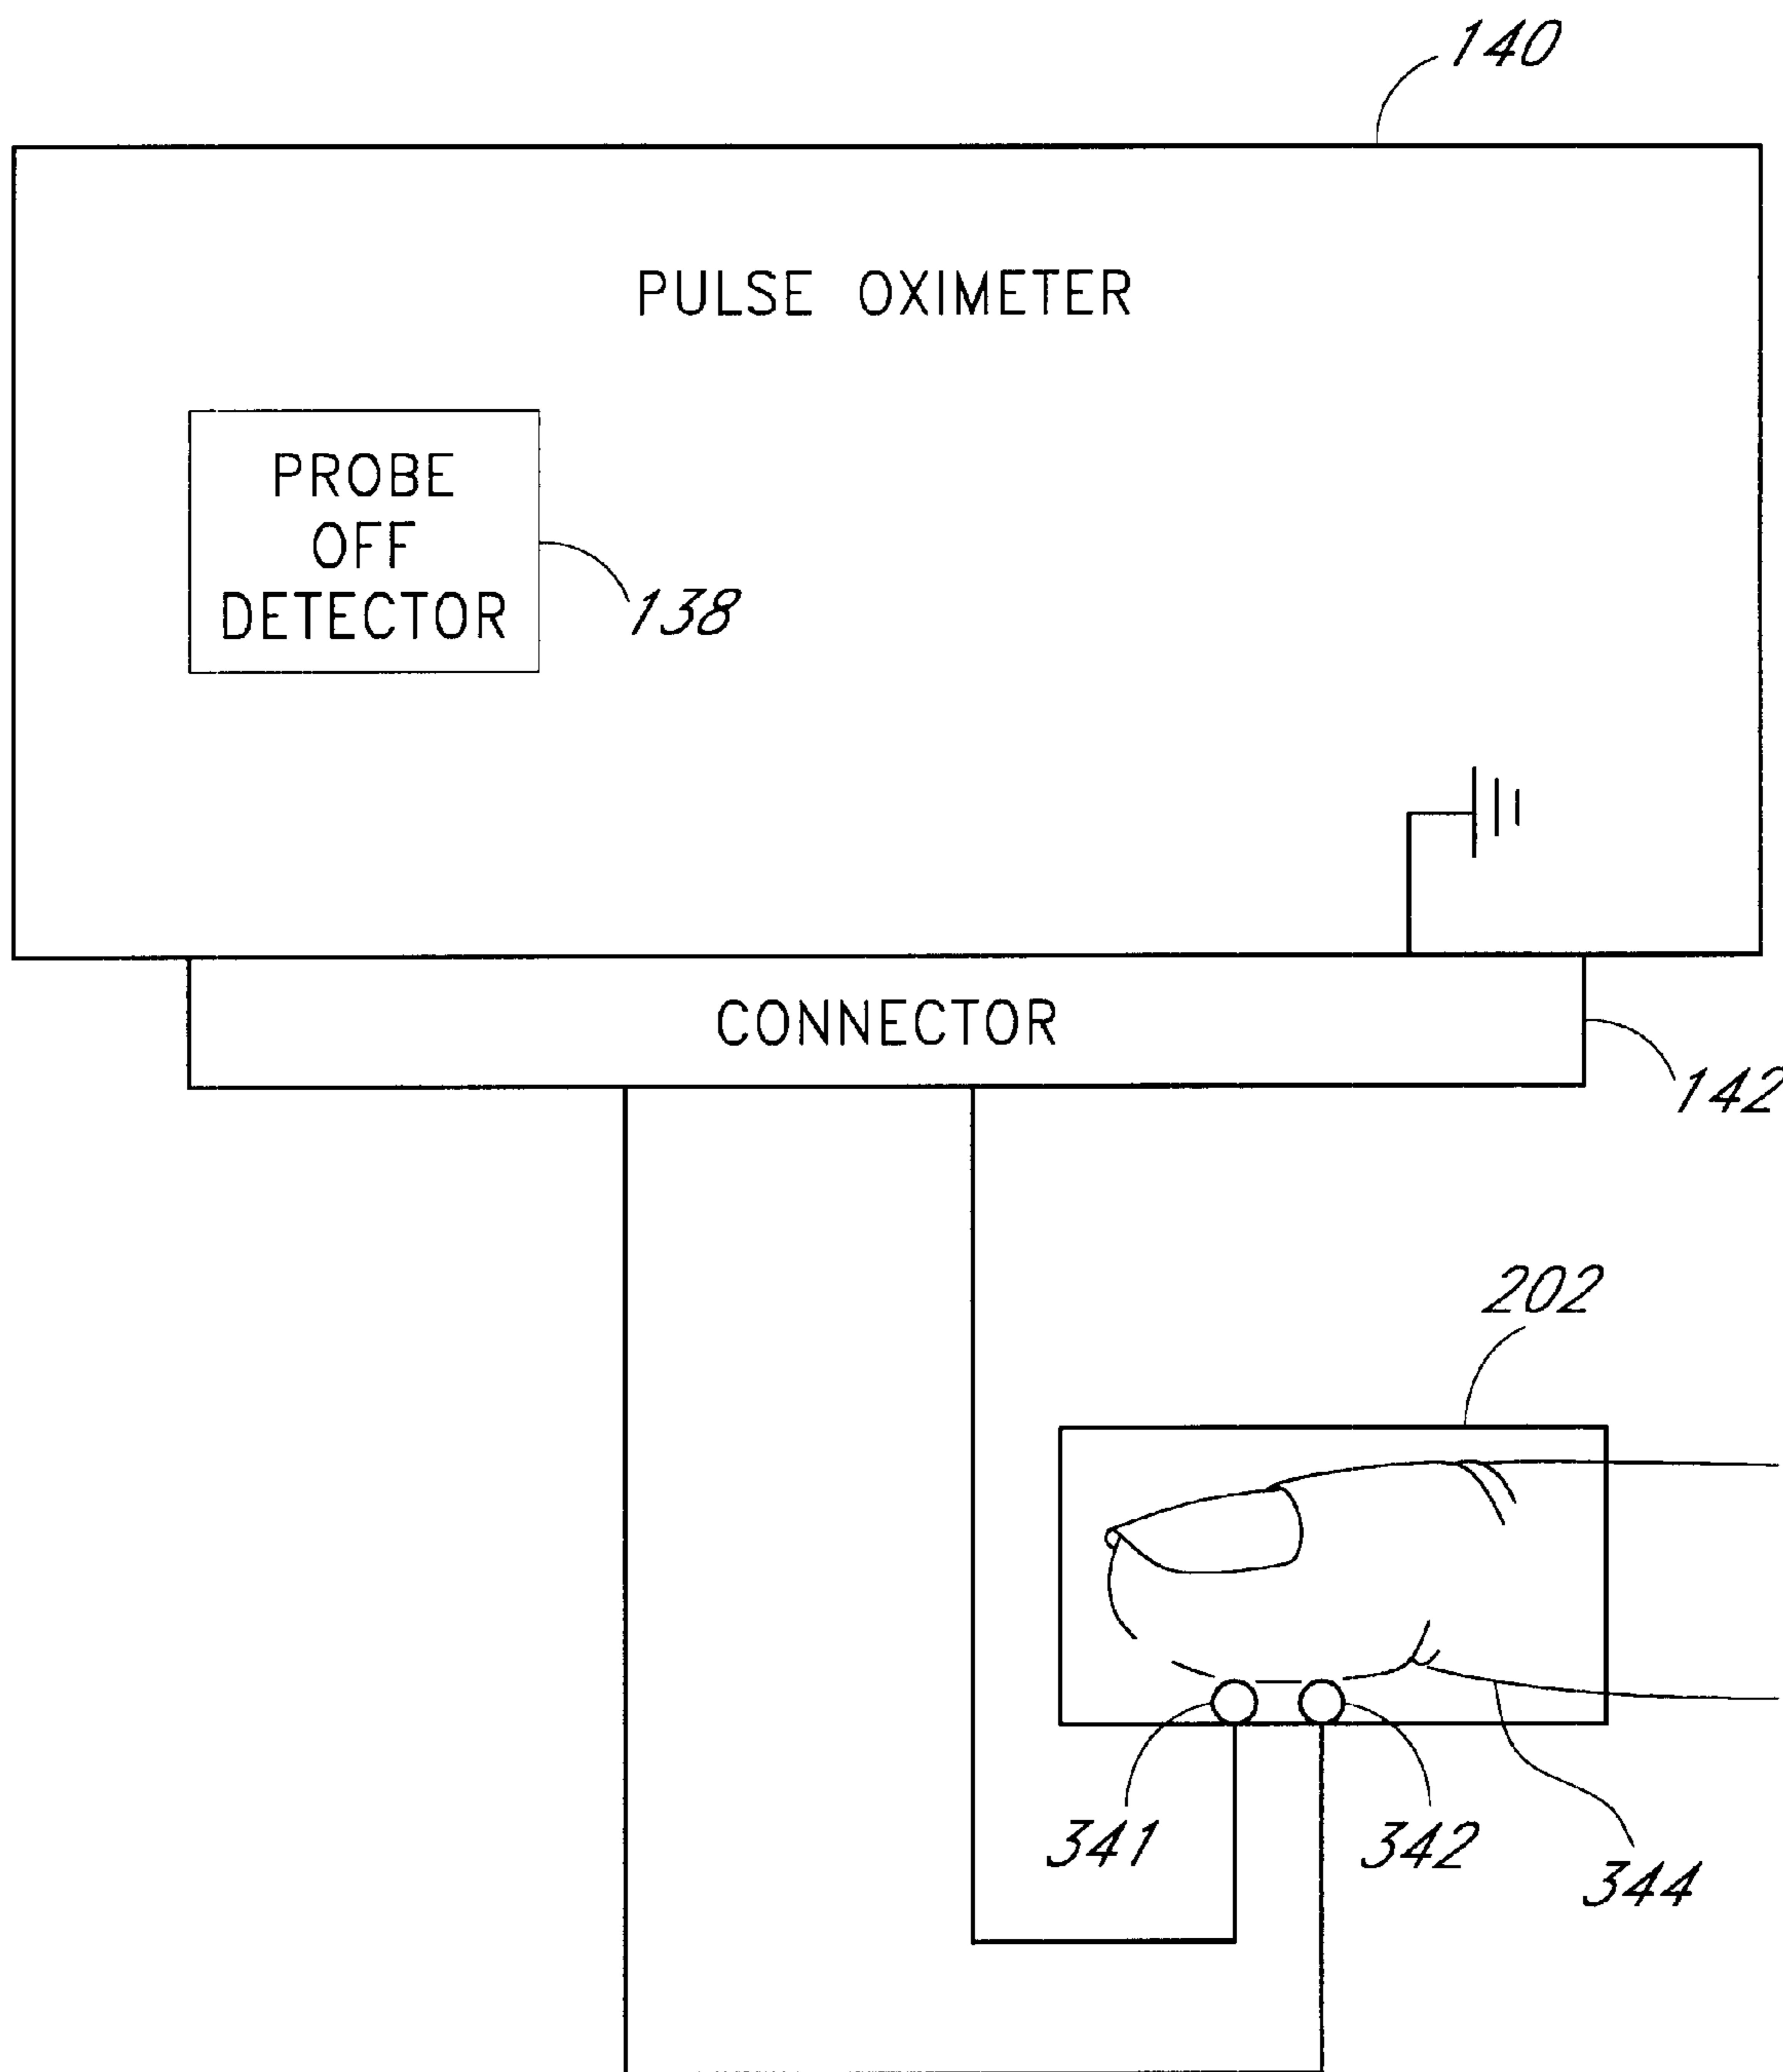 140
PULSE OXIMETER
PROBE
OFF
DETECTOR
138
CONNECTOR
142
202
341
342
344